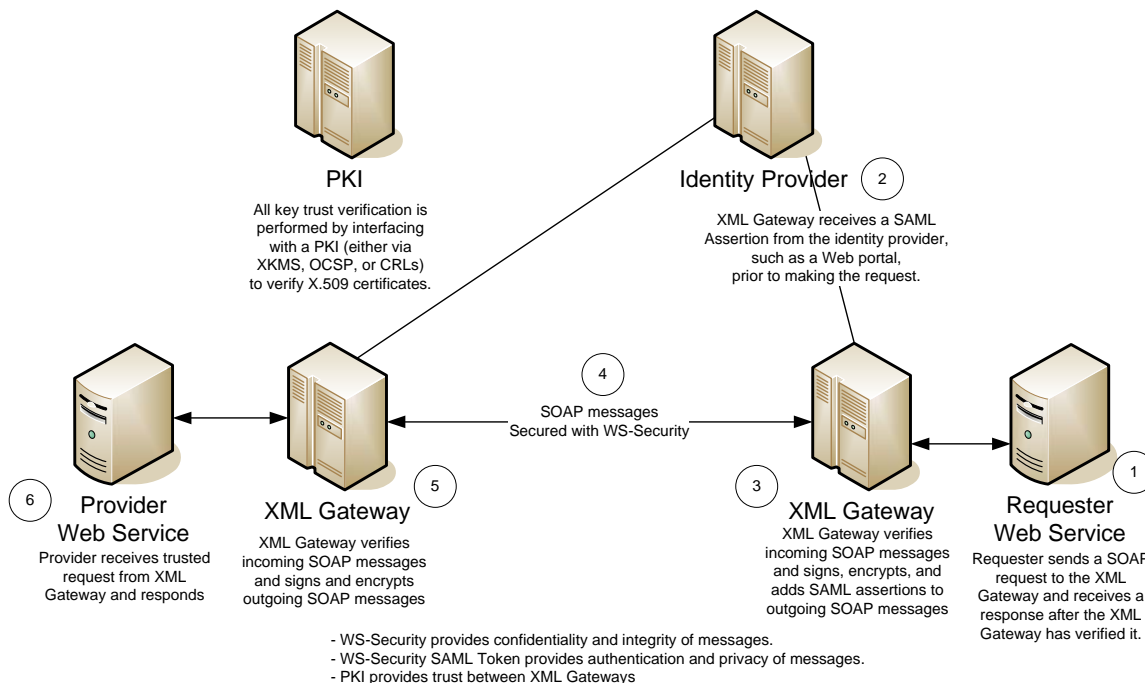 PKI
All key trust verification is
performed by interfacing
with a PKI (either via
XKMS, OCSP, or CRLs)
to verify X.509 certificates.
Identity Provider
2
XML Gateway receives a SAML
Assertion from the identity provider,
such as a Web portal,
prior to making the request.
4
SOAP messages
Secured with WS-Security
6
Provider
Web Service
Provider receives trusted
request from XML
Gateway and responds
5
XML Gateway
XML Gateway verifies
incoming SOAP messages
and signs and encrypts
outgoing SOAP messages
3
XML Gateway
XML Gateway verifies
incoming SOAP messages
and signs, encrypts, and
adds SAML assertions to
outgoing SOAP messages
1
Requester
Web Service
Requester sends a SOAP
request to the XML
Gateway and receives a
response after the XML
Gateway has verified it.
- WS-Security provides confidentiality and integrity of messages.
- WS-Security SAML Token provides authentication and privacy of messages.
- PKI provides trust between XML Gateways